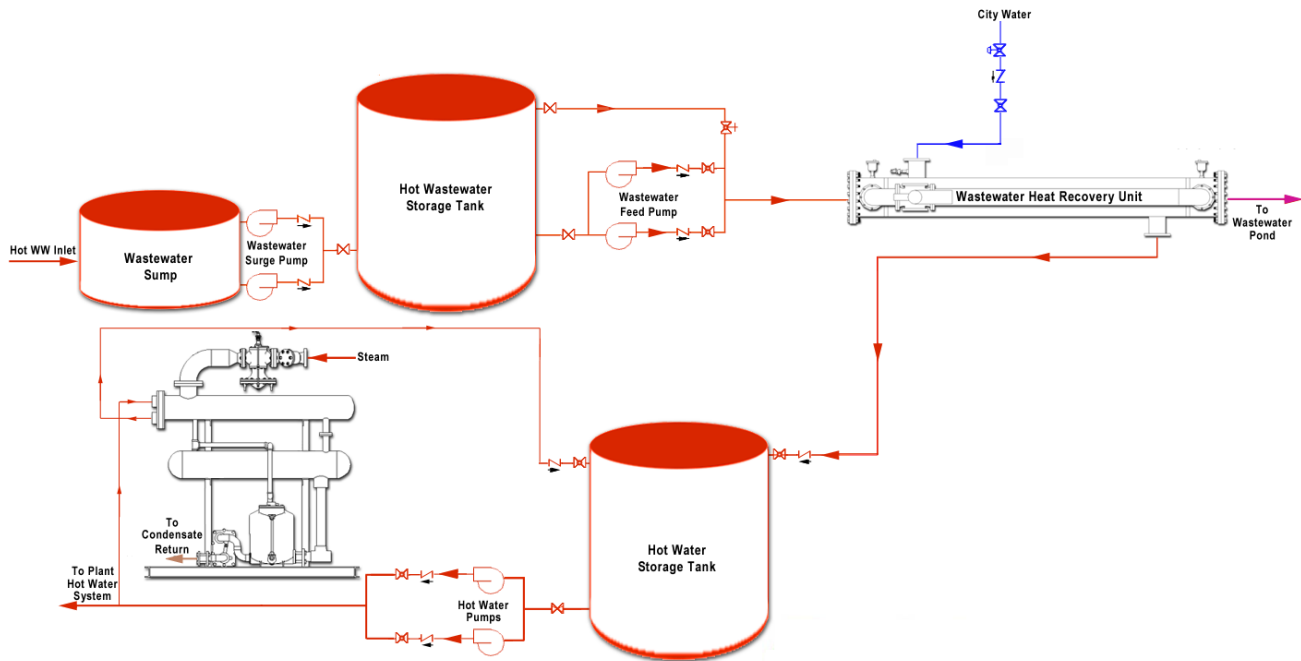 City Water
Hot Wastewater
Storage Tank
Wastewater
Feed Pump
Wastewater Heat Recovery Unit
To
Wastewater
Pond
Hot WW Inlet
Wastewater
Sump
Wastewater
Surge Pump
Steam
To
Condensate
Return
To Plant
Hot Water
System
Hot Water
Pumps
Hot Water
Storage Tank